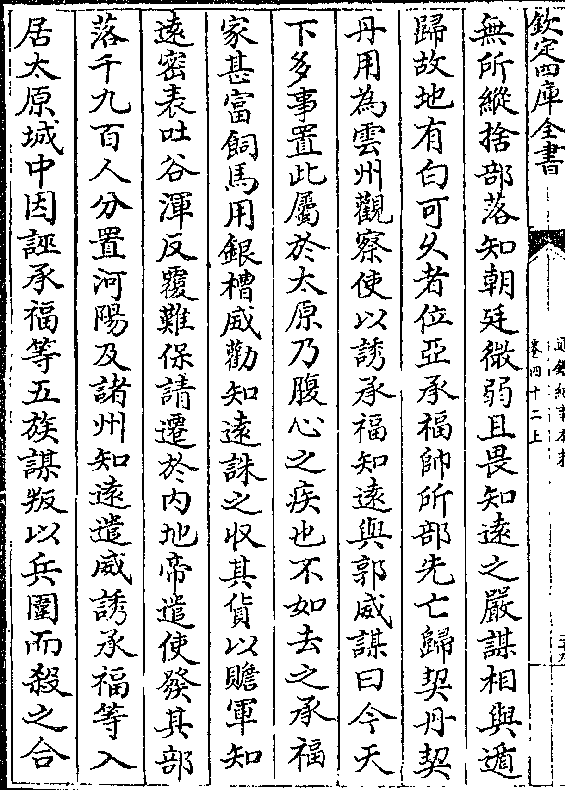 欽定四庫全書
卷四十二上
無所縱捨部落知朝廷微弱且畏知遠之嚴謀相與遁
歸故地有白可久者位亞承福帥所部先亡歸契丹契
丹用為雲州觀察使以誘承福知遠與郭威謀曰今天
下多事置此屬於太原乃腹心之疾也不如去之承福
家甚富飼馬用銀槽威勸知遠誅之收其貨以贍軍知
遠密表吐谷渾反覆難保請遷於內地帝遣使發其部
落千九百人分置河陽及諸州知遠遣威誘承福等入
居太原城中因誣承福等五族謀叛以兵圍而殺之合